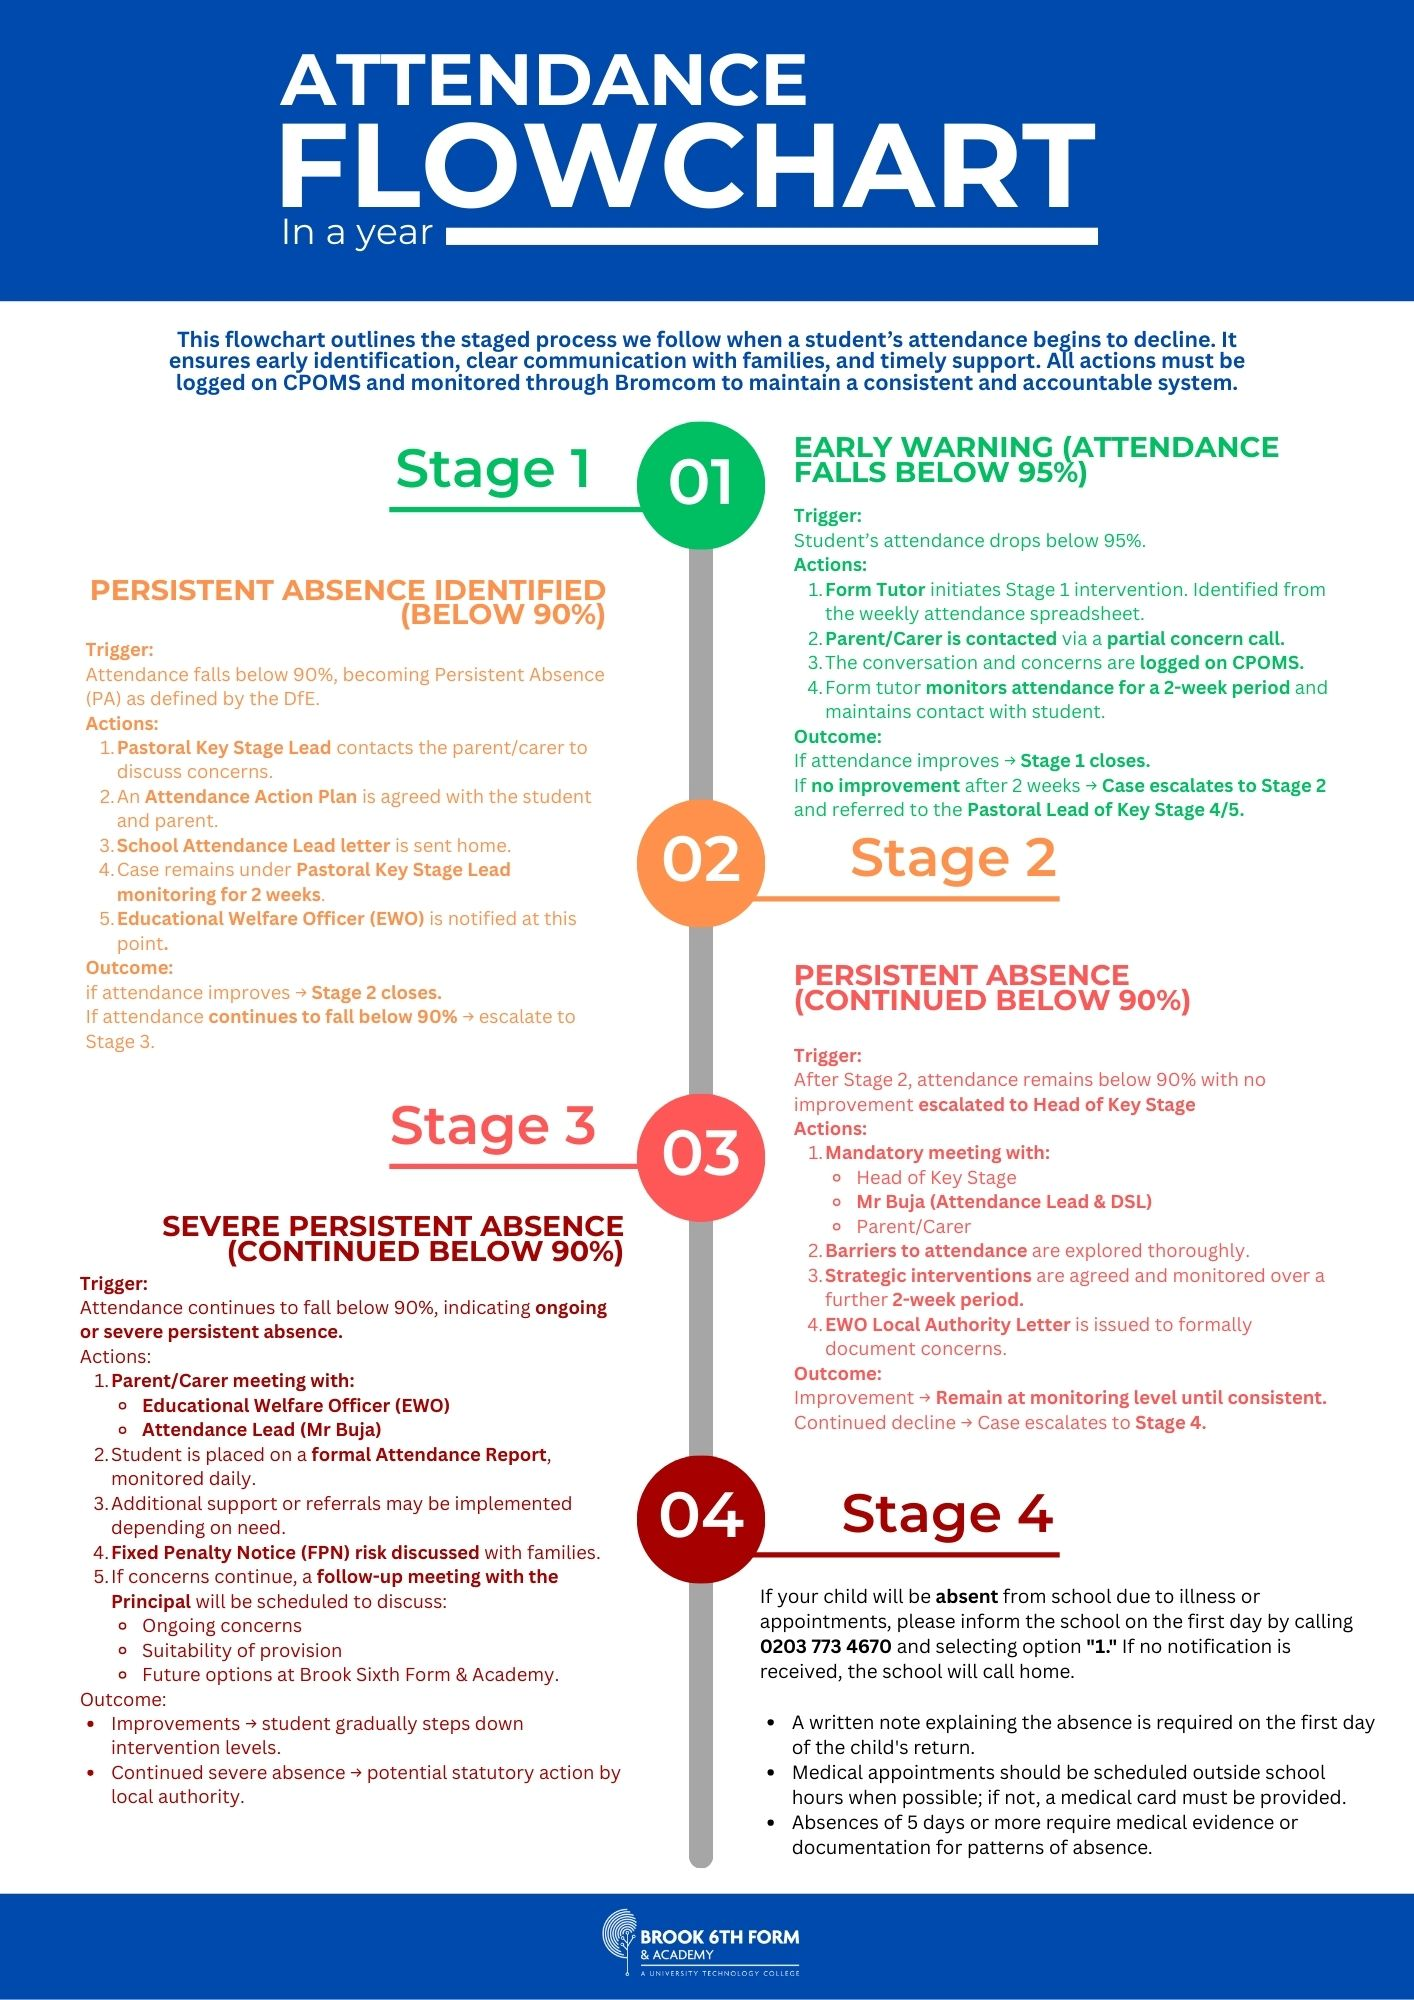 ATTENDANCE
FLOWCHART
In a year
This flowchart outlines the staged process we follow when a student’s attendance begins to decline. It
ensures early identification, clear communication with families, and timely support. All actions must be
logged on CPOMS and monitored through Bromcom to maintain a consistent and accountable system.
Stage 1
01
EARLY WARNING (ATTENDANCE
FALLS BELOW 95%)
Trigger:
Student’s attendance drops below 95%.
Actions:
1. Form Tutor initiates Stage 1 intervention. Identified from
the weekly attendance spreadsheet.
2. Parent/Carer is contacted via a partial concern call.
3. The conversation and concerns are logged on CPOMS.
4. Form tutor monitors attendance for a 2-week period and
maintains contact with student.
Outcome:
If attendance improves → Stage 1 closes.
If no improvement after 2 weeks → Case escalates to Stage 2
and referred to the Pastoral Lead of Key Stage 4/5.
02
Stage 2
PERSISTENT ABSENCE IDENTIFIED
(BELOW 90%)
Trigger:
Attendance falls below 90%, becoming Persistent Absence
(PA) as defined by the DfE.
Actions:
1. Pastoral Key Stage Lead contacts the parent/carer to
discuss concerns.
2. An Attendance Action Plan is agreed with the student
and parent.
3. School Attendance Lead letter is sent home.
4. Case remains under Pastoral Key Stage Lead
monitoring for 2 weeks.
5. Educational Welfare Officer (EWO) is notified at this
point.
Outcome:
if attendance improves → Stage 2 closes.
If attendance continues to fall below 90% → escalate to
Stage 3.
Stage 3
03
PERSISTENT ABSENCE
(CONTINUED BELOW 90%)
Trigger:
After Stage 2, attendance remains below 90% with no
improvement escalated to Head of Key Stage
Actions:
1. Mandatory meeting with:
Head of Key Stage
Mr Buja (Attendance Lead & DSL)
Parent/Carer
2. Barriers to attendance are explored thoroughly.
3. Strategic interventions are agreed and monitored over a
further 2-week period.
4. EWO Local Authority Letter is issued to formally
document concerns.
Outcome:
Improvement → Remain at monitoring level until consistent.
Continued decline → Case escalates to Stage 4.
04
Stage 4
SEVERE PERSISTENT ABSENCE
(CONTINUED BELOW 90%)
Trigger:
Attendance continues to fall below 90%, indicating ongoing
or severe persistent absence.
Actions:
1. Parent/Carer meeting with:
Educational Welfare Officer (EWO)
Attendance Lead (Mr Buja)
2. Student is placed on a formal Attendance Report,
monitored daily.
3. Additional support or referrals may be implemented
depending on need.
4. Fixed Penalty Notice (FPN) risk discussed with families.
5. If concerns continue, a follow-up meeting with the
Principal will be scheduled to discuss:
Ongoing concerns
Suitability of provision
Future options at Brook Sixth Form & Academy.
Outcome:
Improvements → student gradually steps down
intervention levels.
Continued severe absence → potential statutory action by
local authority.
If your child will be absent from school due to illness or
appointments, please inform the school on the first day by calling
0203 773 4670 and selecting option "1." If no notification is
received, the school will call home.
A written note explaining the absence is required on the first day
of the child's return.
Medical appointments should be scheduled outside school
hours when possible; if not, a medical card must be provided.
Absences of 5 days or more require medical evidence or
documentation for patterns of absence.
BROOK 6TH FORM
& ACADEMY
A UNIVERSITY TECHNOLOGY COLLEGE